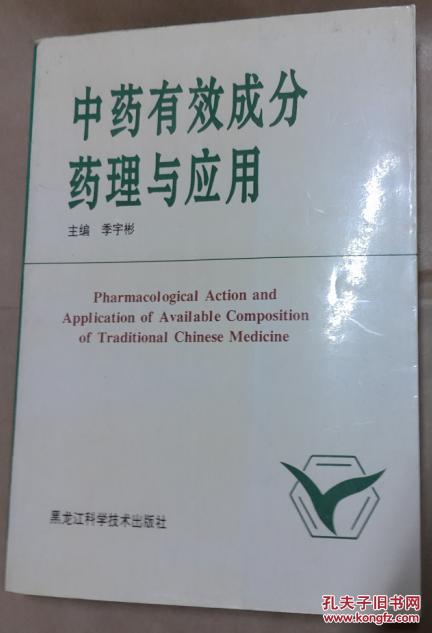 中药有效成分
药理与应用
主编 季宇彬
Pharmacological Action and
Application of Available Composition
of Traditional Chinese Medicine
黑龙江科学技术出版社
孔夫子旧书网
www.kongfz.com